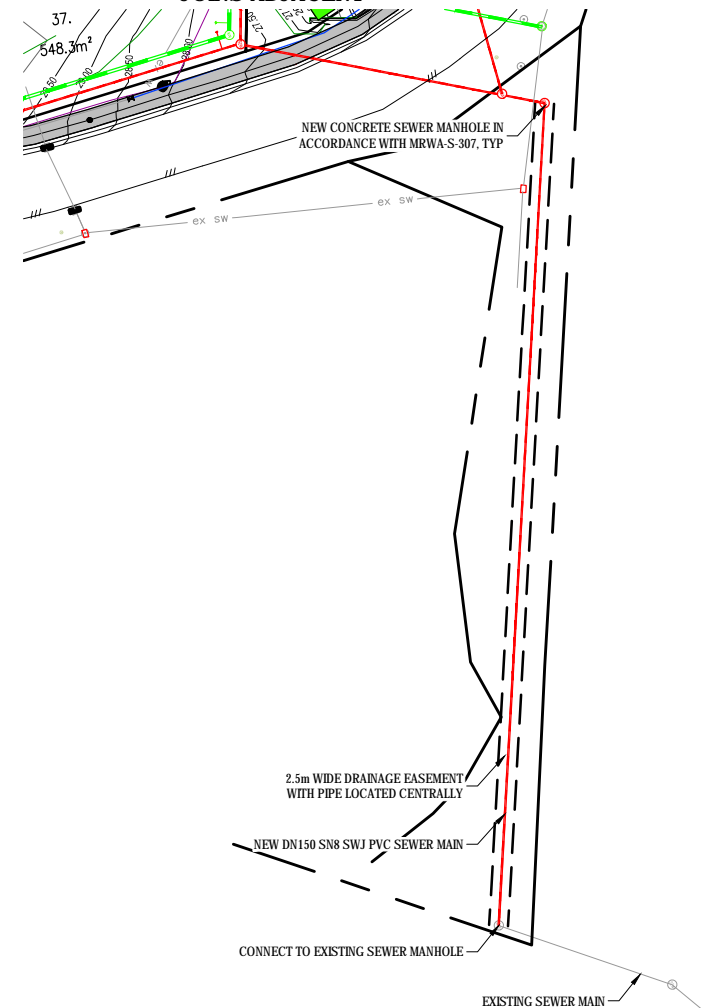 37.
548.3m²
28.50
NEW CONCRETE SEWER MANHOLE IN
ACCORDANCE WITH MRWA-S-307, TYP
ex sw
ex sw
2.5m WIDE DRAINAGE EASEMENT
WITH PIPE LOCATED CENTRALLY
NEW DN150 SN8 SWJ PVC SEWER MAIN
CONNECT TO EXISTING SEWER MANHOLE
EXISTING SEWER MAIN